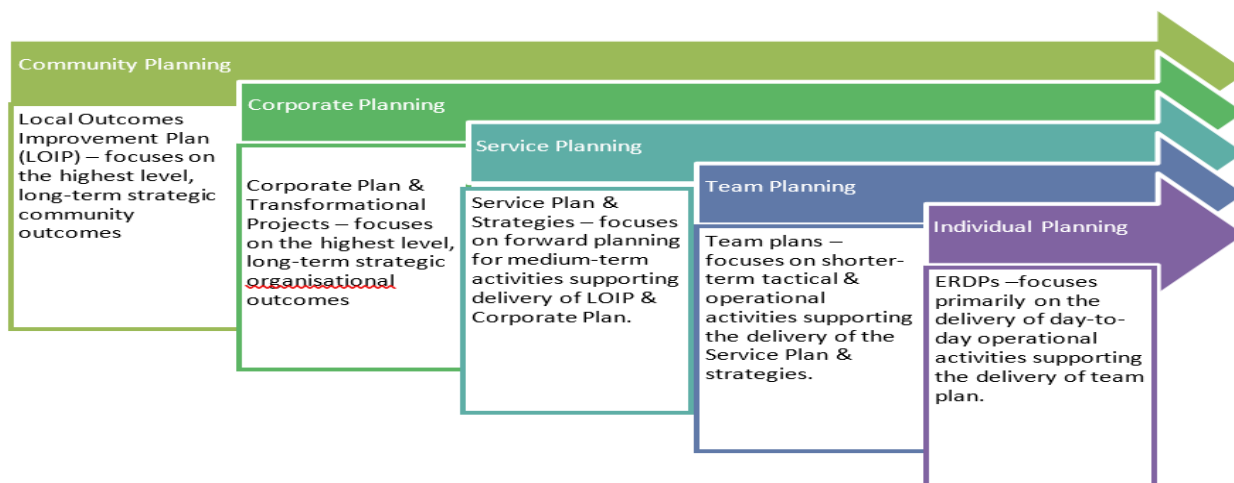 Community Planning
Local Outcomes
Improvement Plan
(LOIP) – focuses on
the highest level,
long-term strategic
community
outcomes
Corporate Planning
Corporate Plan &
Transformational
Projects – focuses
on the highest level,
long-term strategic
organisational
outcomes
Service Planning
Service Plan &
Strategies – focuses
on forward planning
for medium-term
activities supporting
delivery of LOIP &
Corporate Plan.
Team Planning
Team plans –
focuses on shorter-
term tactical &
operational
activities supporting
the delivery of the
Service Plan &
strategies.
Individual Planning
ERDPs –focuses
primarily on the
delivery of day-to-
day operational
activities supporting
the delivery of team
plan.